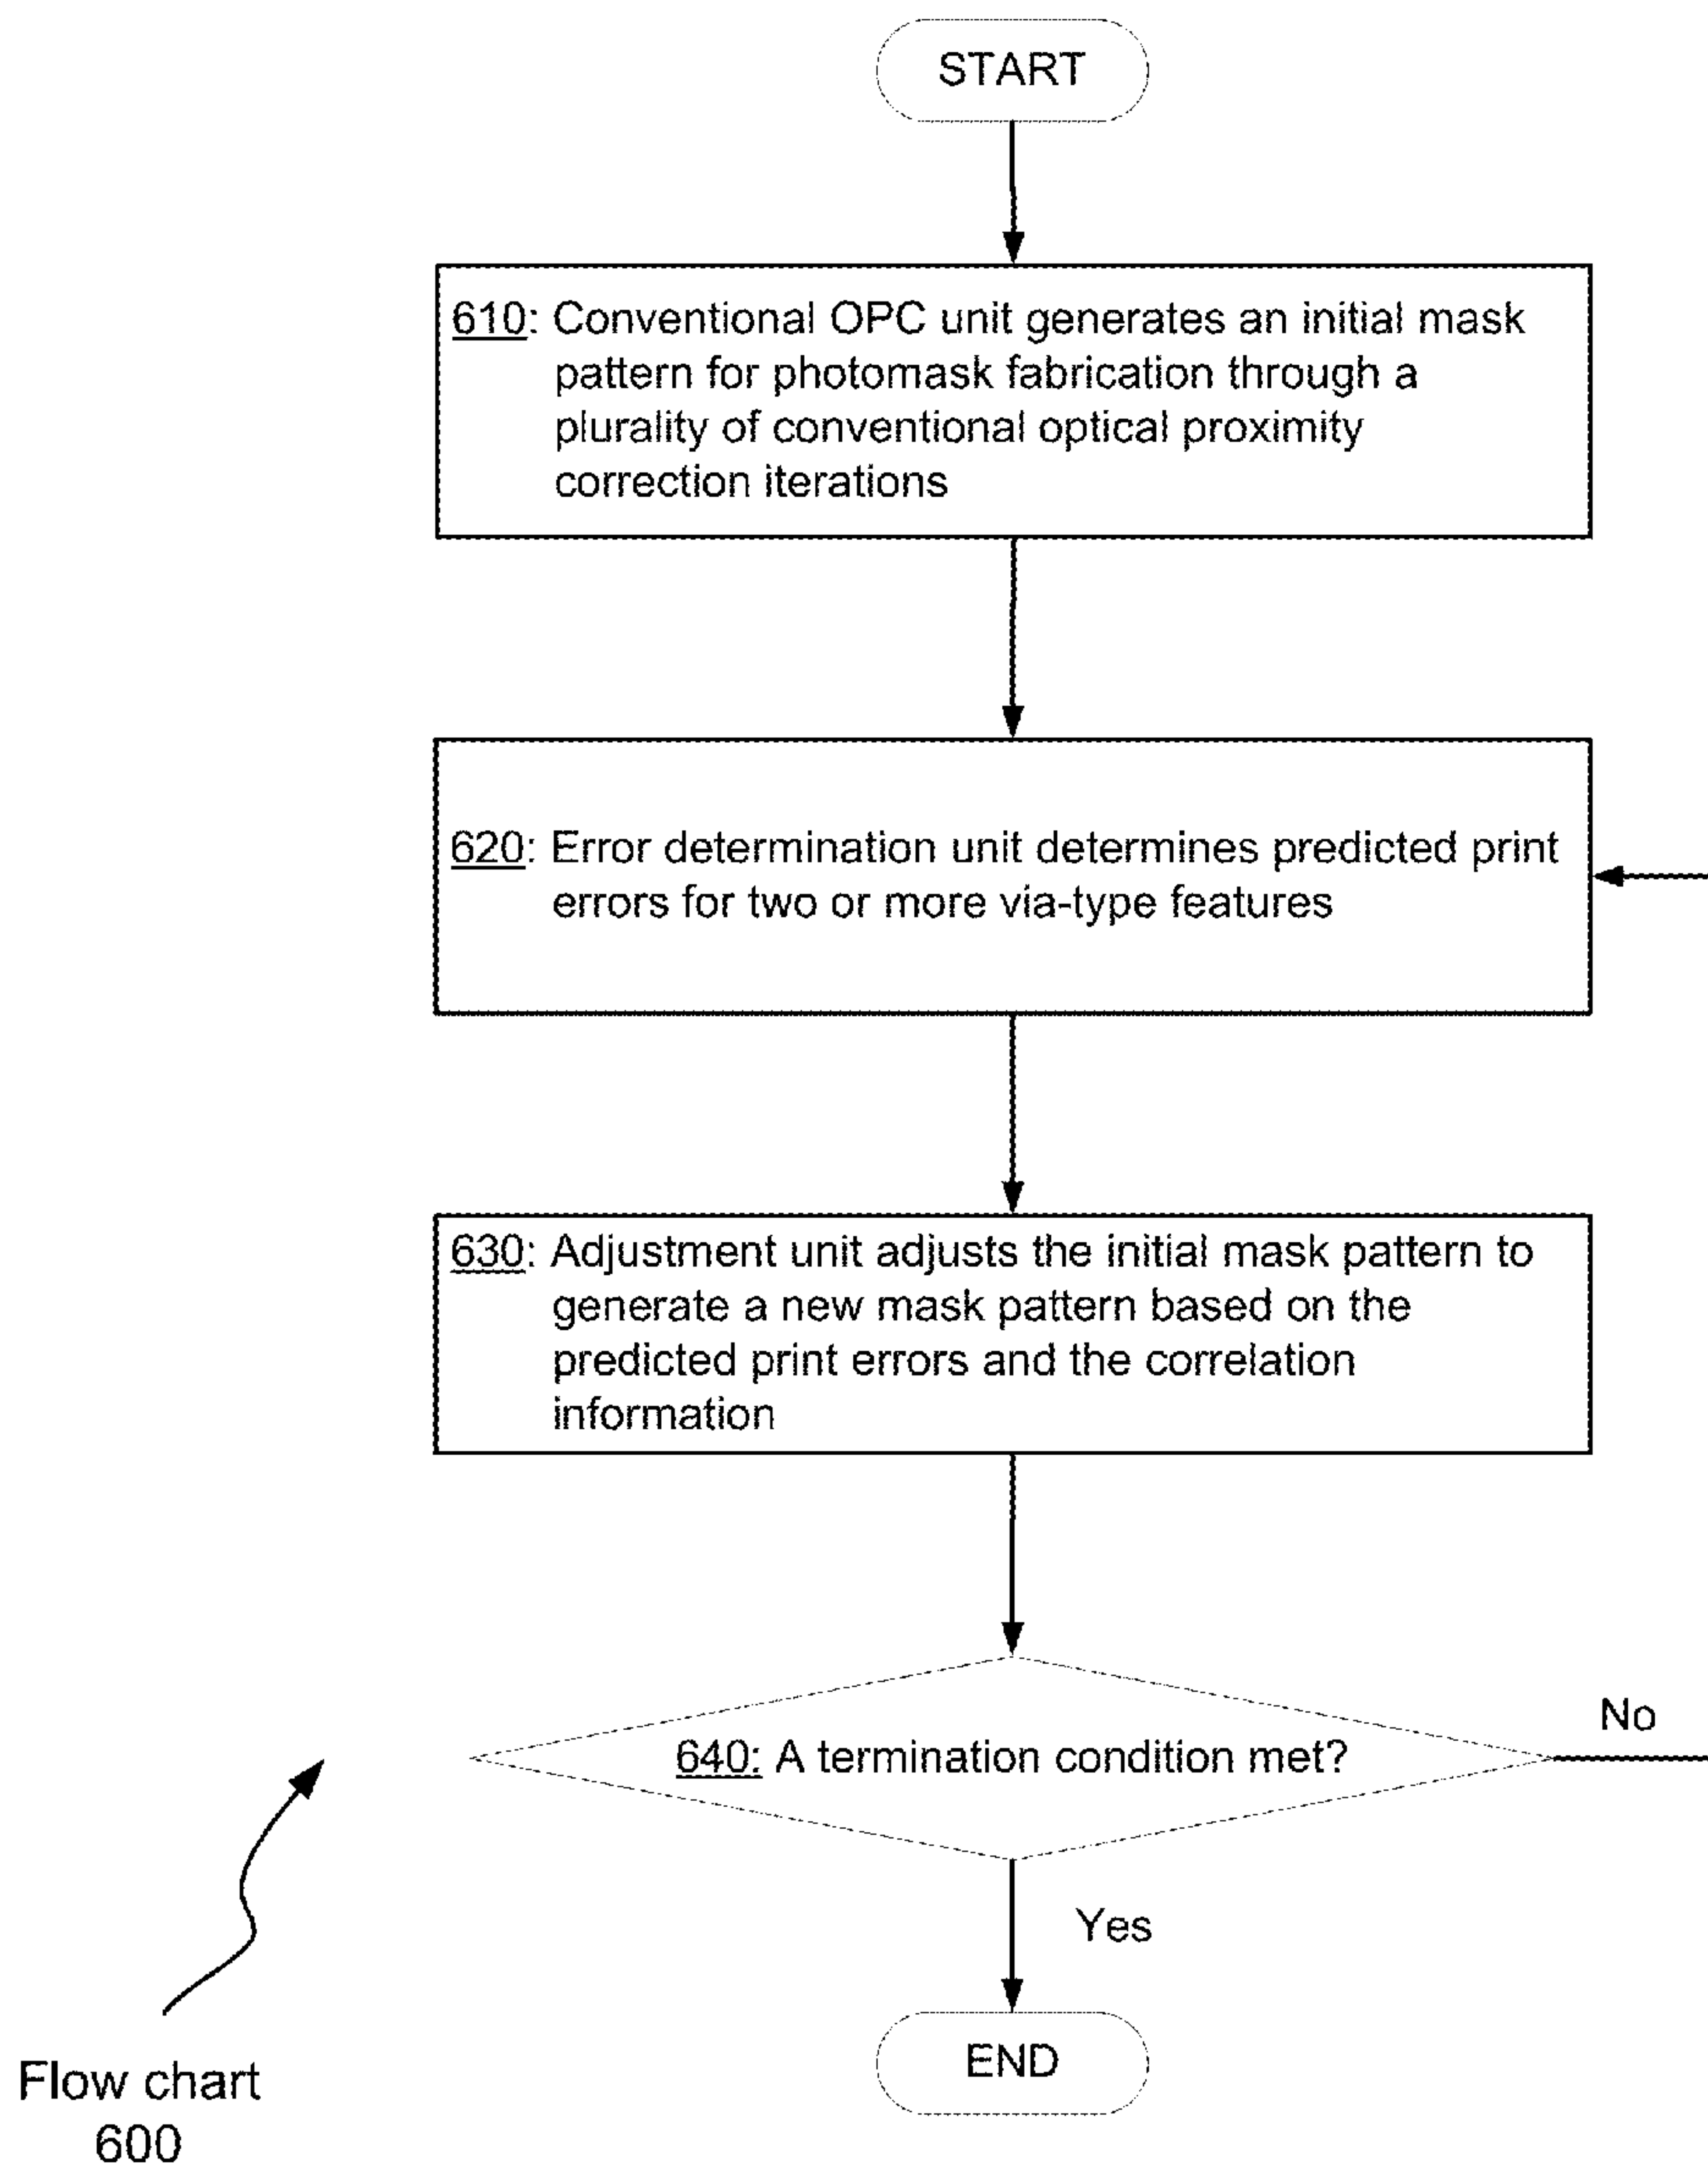 START
610: Conventional OPC unit generates an initial mask
pattern for photomask fabrication through a
plurality of conventional optical proximity
correction iterations
620: Error determination unit determines predicted print
errors for two or more via-type features
630: Adjustment unit adjusts the initial mask pattern to
generate a new mask pattern based on the
predicted print errors and the correlation
information
640: A termination condition met?
No
Yes
END
Flow chart
600